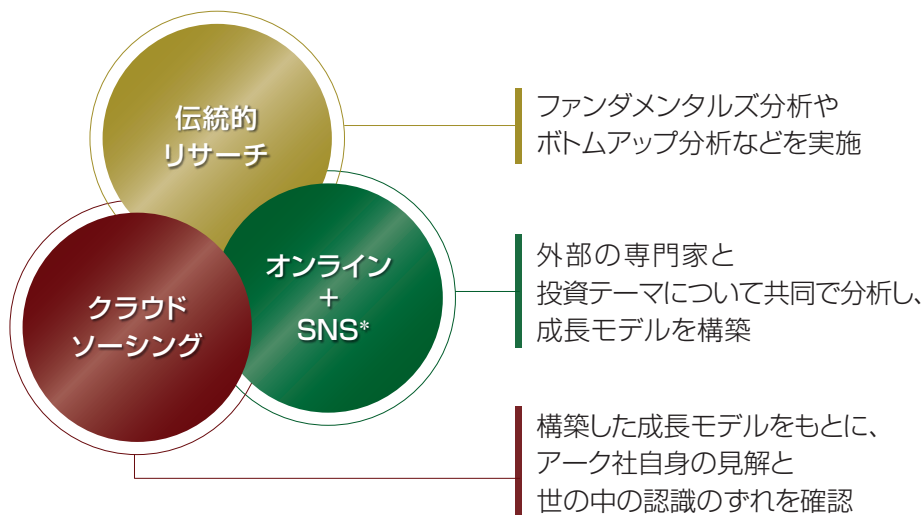 伝統的
リサーチ
ファンダメンタルズ分析や
ボトムアップ分析などを実施
オンライン
+
SNS*
外部の専門家と
投資テーマについて共同で分析し、
成長モデルを構築
クラウド
ソーシング
構築した成長モデルをもとに、
アーク社自身の見解と
世の中の認識のずれを確認